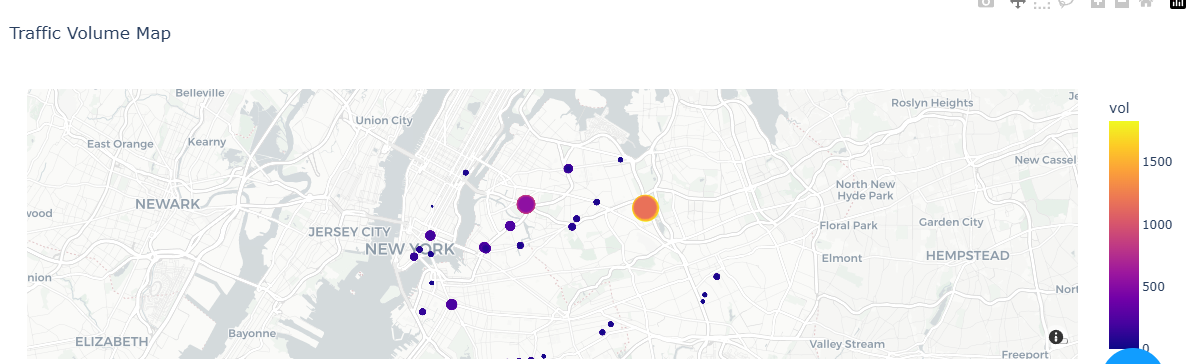 Traffic Volume Map
Belleville
Roslyn Heights
Union City
East Orange
Kearny
New Cassel
North New
Hyde Park
NEWARK
wood
JERSEY CITY
Floral Park
Garden City
NEW YORK
Elmont
HEMPSTEAD
nion
Nort
Bayonne
ELIZABETH
Valley Stream
Freeport
vol
1500
1000
500
0